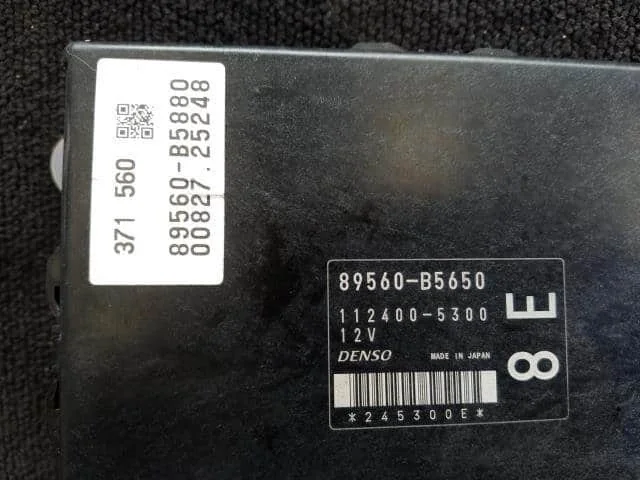 371 560
89560-B5880
00827.25248
89560-B5650
112400-5300
12V
DENSO MADE IN JAPAN
*245300E*
8E